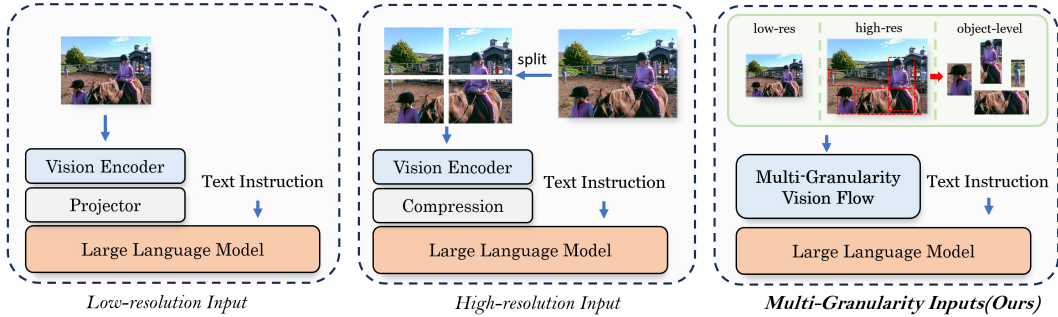 Vision Encoder
Projector
Text Instruction
Large Language Model
Low-resolution Input
split
Vision Encoder
Compression
Text Instruction
Large Language Model
High-resolution Input
low-res
high-res
object-level
Multi-Granularity
Vision Flow
Text Instruction
Large Language Model
Multi-Granularity Inputs(Ours)